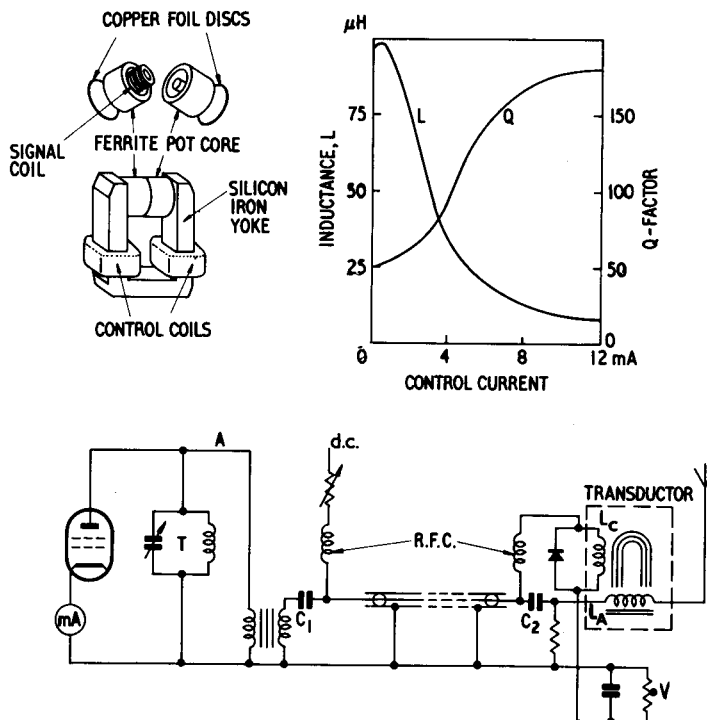 COPPER FOIL DISCS
SIGNAL
COIL
FERRITE POT CORE
SILICON
IRON
YOKE
CONTROL COILS
μH
75
50
25
0
INDUCTANCE, L
L
Q
150
100
50
0
Q-FACTOR
4
8
12 mA
CONTROL CURRENT
A
T
mA
d.c.
R.F.C.
C1
C2
TRANSDUCTOR
LC
LA
V